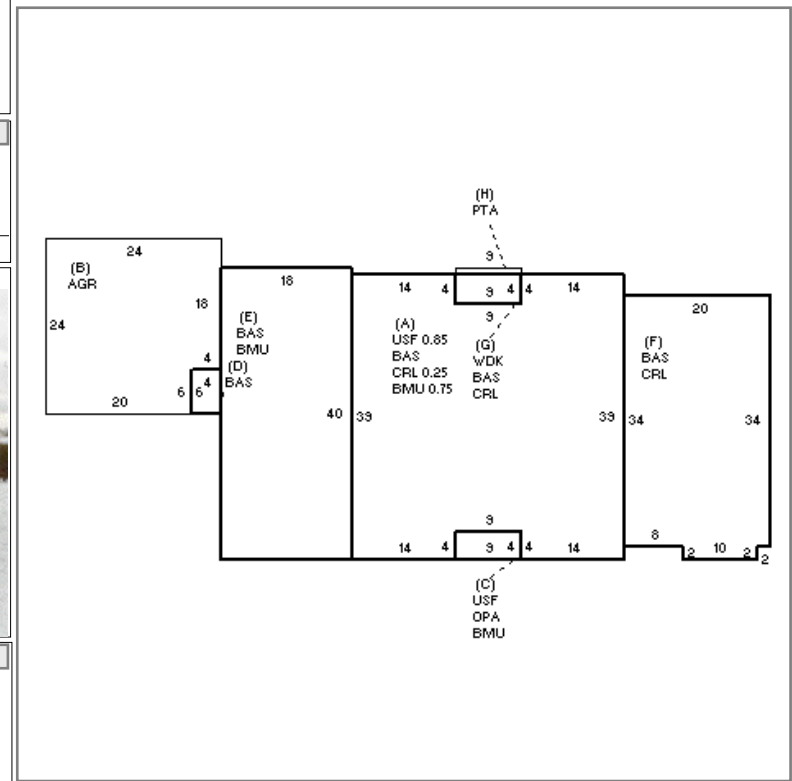 (H)
PTA
9
24
(B)
AGR
18
18
14
4
9
4
4
14
9
20
24
(E)
BAS
BMU
(A)
USF 0.85
BAS
CRL 0.25
BMU 0.75
(G)
WDK
BAS
CRL
(F)
BAS
CRL
4
(D)
BAS
6
6
4
20
40
39
39
34
34
9
8
14
4
9
4
4
14
2
10
2
2
(C)
USF
OPA
BMU